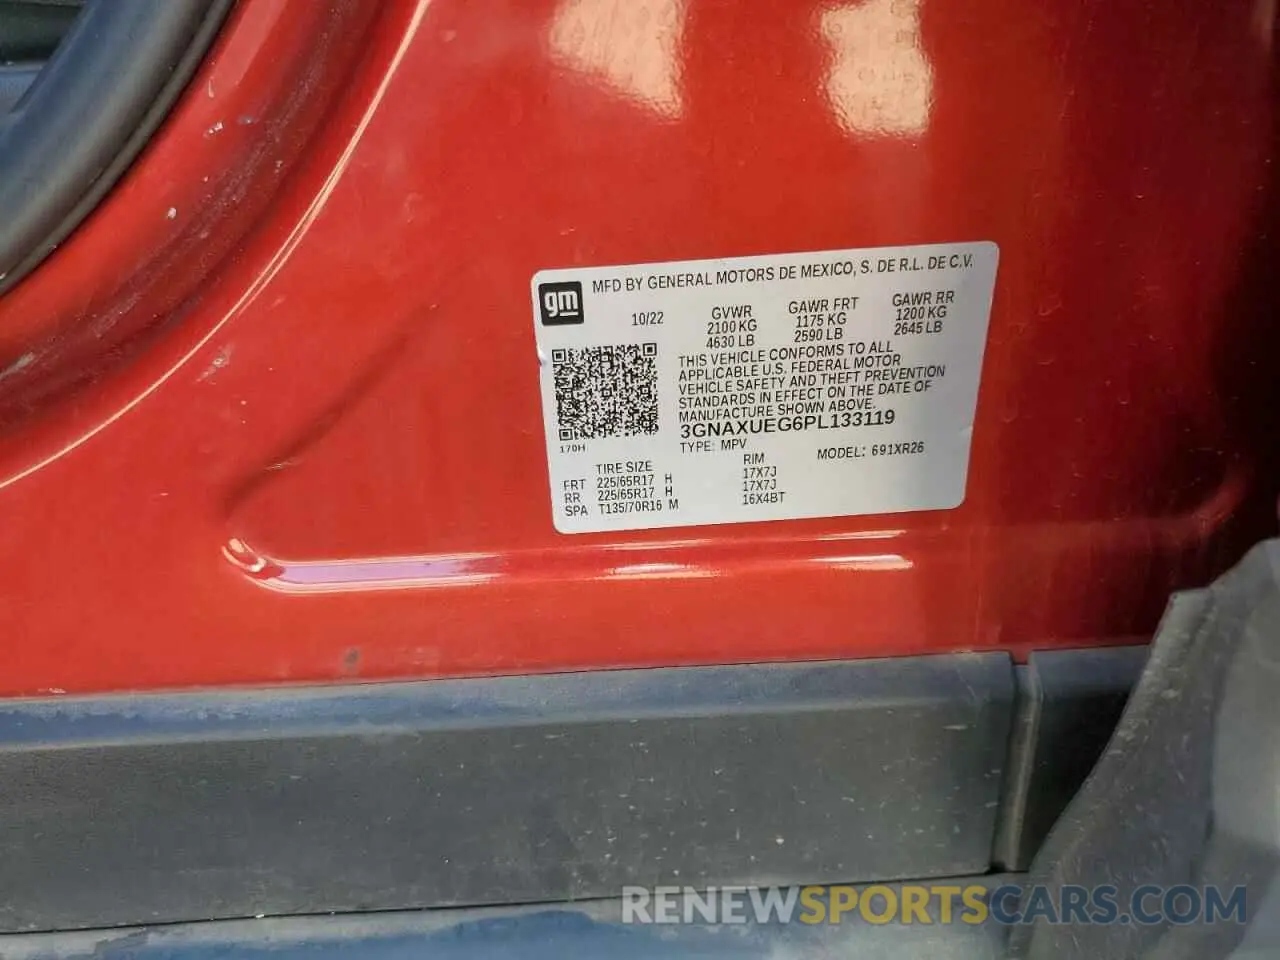 gm
MFD BY GENERAL MOTORS DE MEXICO, S. DE R.L. DE C.V.
10/22
GVWR
2100 KG
4630 LB
GAWR FRT
1175 KG
2590 LB
GAWR RR
1200 KG
2645 LB
THIS VEHICLE CONFORMS TO ALL
APPLICABLE U.S. FEDERAL MOTOR
VEHICLE SAFETY AND THEFT PREVENTION
STANDARDS IN EFFECT ON THE DATE OF
MANUFACTURE SHOWN ABOVE.
3GNAXUEG6PL133119
170H
TYPE: MPV
MODEL: 691XR26
TIRE SIZE RIM
FRT 225/65R17 H 17X7J
RR 225/65R17 H 17X7J
SPA T135/70R16 M 16X4BT
RENEWSPORTSCARS.COM